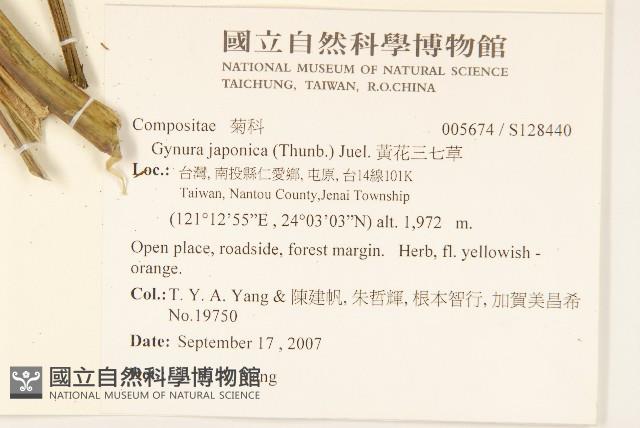 國立自然科學博物館
NATIONAL MUSEUM OF NATURAL SCIENCE
TAICHUNG, TAIWAN, R.O.CHINA
Compositae 菊科 005674 / S128440
Gynura japonica (Thunb.) Juel. 黃花三七草
Loc.: 台灣, 南投縣仁愛鄉, 屯原, 台14線101K
Taiwan, Nantou County,Jenai Township
(121°12'55"E , 24°03'03"N) alt. 1,972 m.
Open place, roadside, forest margin. Herb, fl. yellowish -
orange.
Col.: T. Y. A. Yang & 陳建帆, 朱哲輝, 根本智行, 加賀美昌希
No.19750
Date: September 17 , 2007
國立自然科學博物館
NATIONAL MUSEUM OF NATURAL SCIENCE